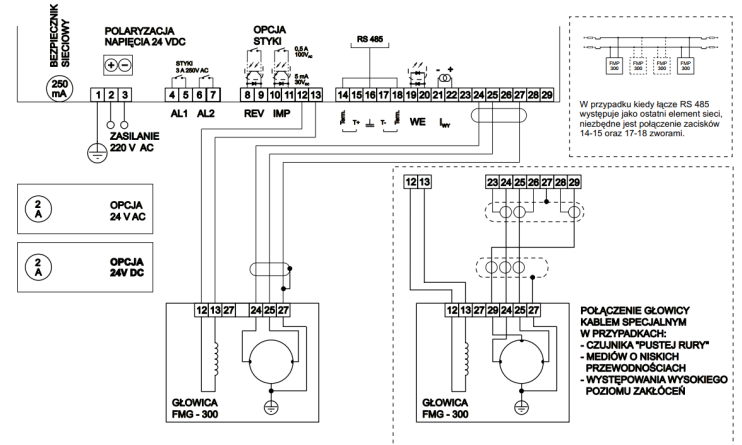 BEZPIECZNIK
SIECIOWY
250
mA
POLARYZACJA
NAPIĘCIA 24 VDC
+ -
STYKI
3 A 250V AC
OPCJA
STYKI
0,5 A
100VAC
5 mA
30VDC
RS 485
- +
1 2 3
4 5 6 7
8 9 10 11 12 13
14 15 16 17 18 19 20 21 22 23 24 25 26 27 28 29
ZASILANIE
220 V AC
AL1 AL2
REV IMP
Term. T+ T- Term.
WE IWY
FMP
300
FMP
300
FMP
300
FMP
300
W przypadku kiedy łącze RS 485
występuje jako ostatni element sieci,
niezbędne jest połączenie zacisków
14-15 oraz 17-18 zworami.
2
A
OPCJA
24 V AC
2
A
OPCJA
24V DC
12 13 27 24 25 27
GŁOWICA
FMG - 300
12 13
23 24 25 26 27 28 29
12 13 27 29 24 25 27
GŁOWICA
FMG - 300
POŁĄCZENIE GŁOWICY
KABLEM SPECJALNYM
W PRZYPADKACH:
- CZUJNIKA "PUSTEJ RURY"
- MEDIÓW O NISKICH
PRZEWODNOŚCIACH
- WYSTĘPOWANIA WYSOKIEGO
POZIOMU ZAKŁÓCEŃ